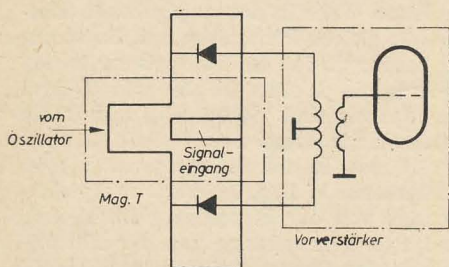 vom
Oszillator
Signal-
eingang
Mag. T
Vorverstärker